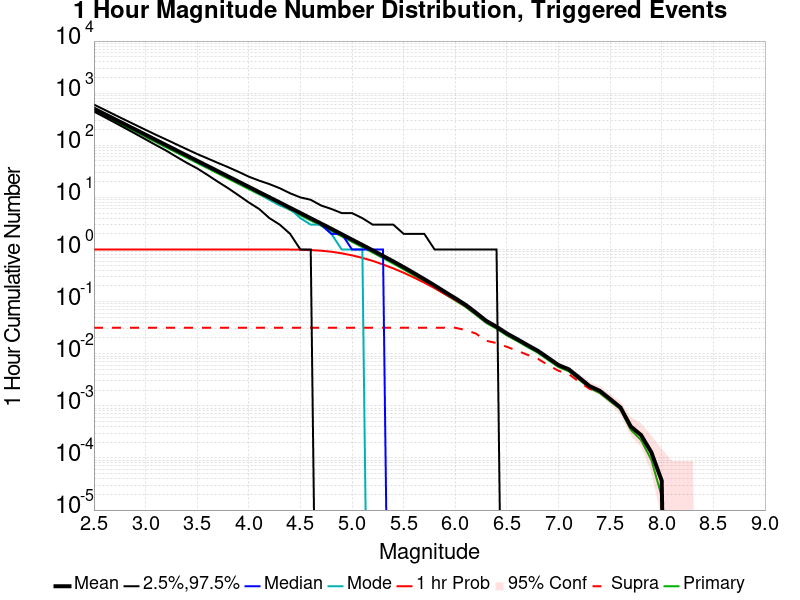 1 Hour Magnitude Number Distribution, Triggered Events
10^4
10^3
10^2
10^1
10^0
10^-1
10^-2
10^-3
10^-4
10^-5
1 Hour Cumulative Number
2.5 3.0 3.5 4.0 4.5 5.0 5.5 6.0 6.5 7.0 7.5 8.0 8.5 9.0
Magnitude
Mean 2.5%,97.5% Median Mode 1 hr Prob 95% Conf Supra Primary